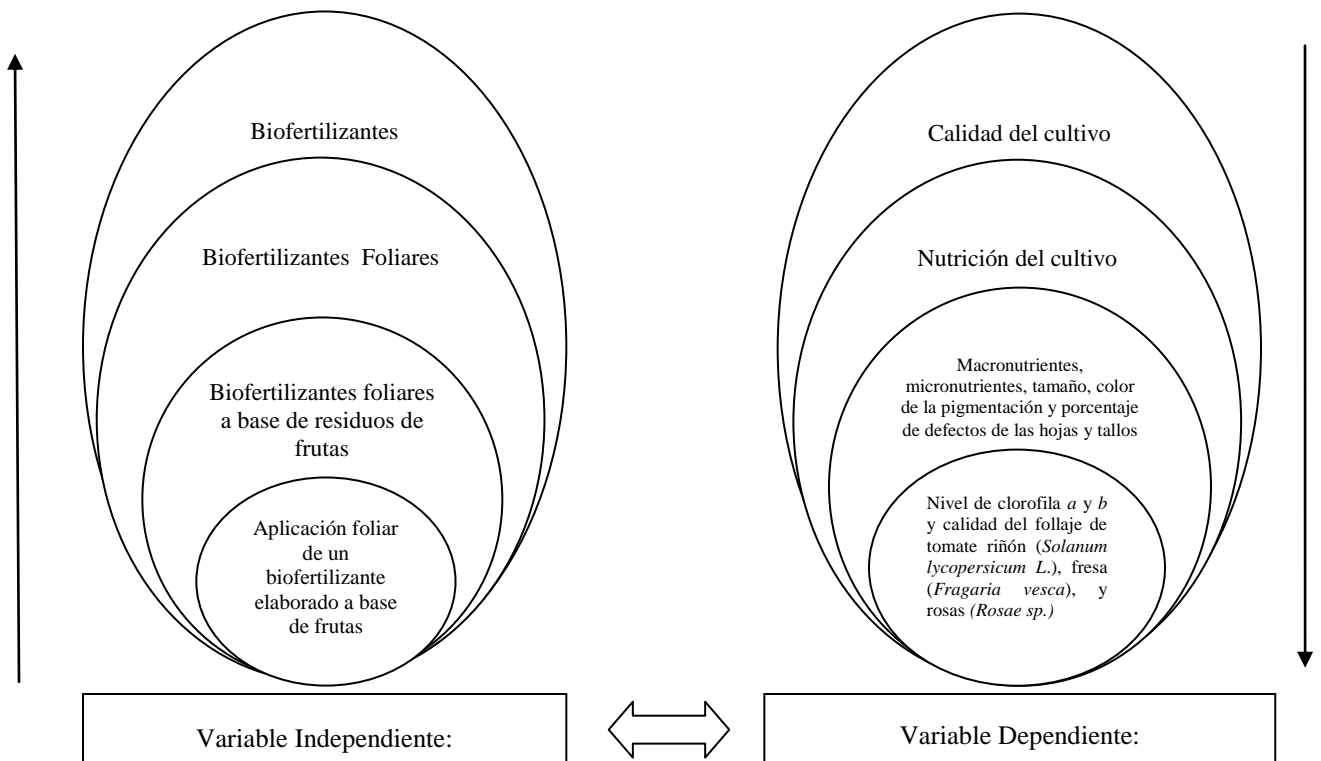 Biofertilizantes
Biofertilizantes Foliares
Biofertilizantes foliares
a base de residuos de
frutas
Aplicación foliar
de un
biofertilizante
elaborado a base
de frutas
Variable Independiente:
Calidad del cultivo
Nutrición del cultivo
Macronutrientes,
micronutrientes, tamaño, color
de la pigmentación y porcentaje
de defectos de las hojas y tallos
Nivel de clorofila a y b
y calidad del follaje de
tomate riñón (Solanum
lycopersicum L.), fresa
(Fragaria vesca), y
rosas (Rosae sp.)
Variable Dependiente: